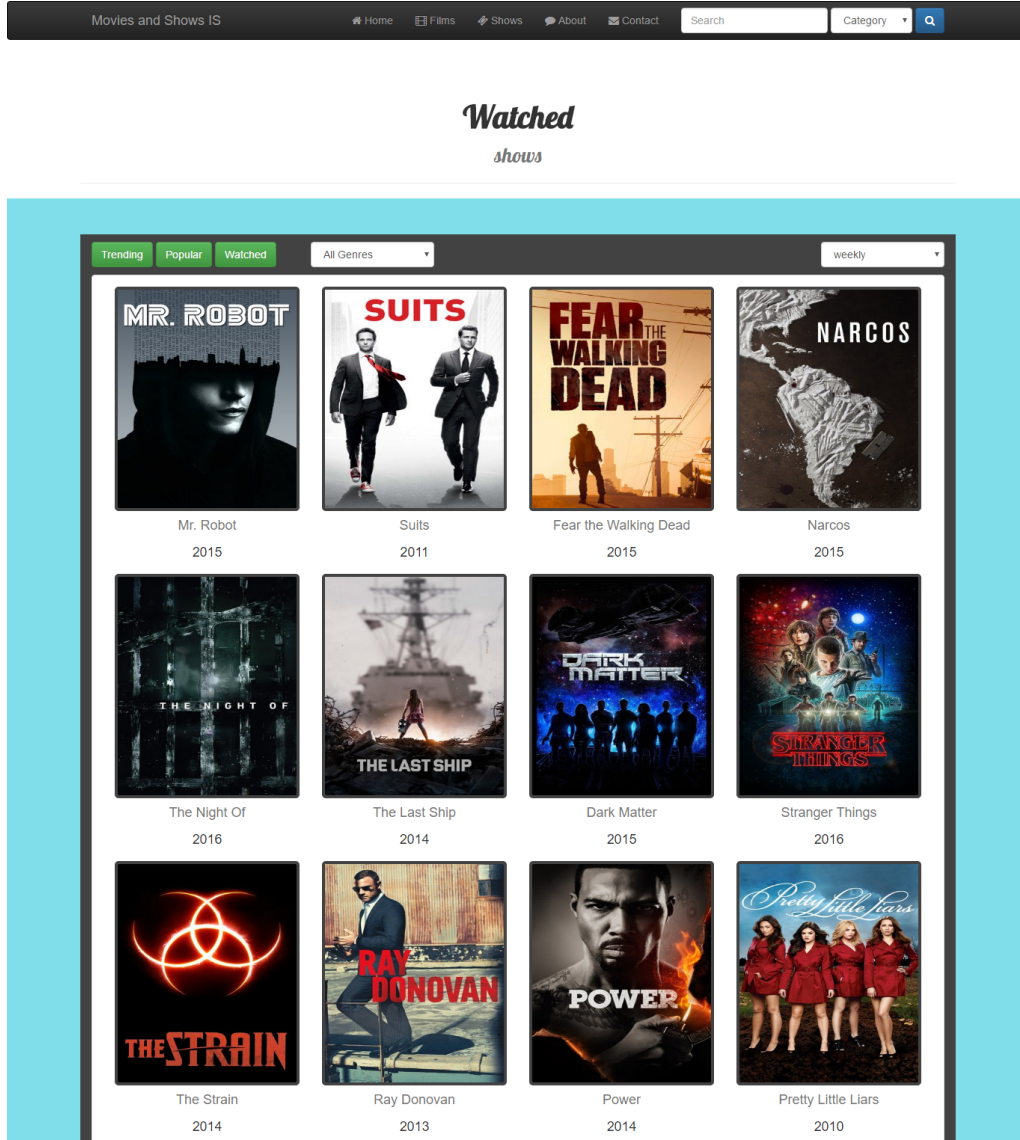 Movies and Shows IS Home Films Shows About Contact Search Category
Watched
shows
Trending Popular Watched All Genres weekly
MR. ROBOT
SUITS
FEAR THE WALKING DEAD
NARCOS
Mr. Robot Suits Fear the Walking Dead Narcos
2015 2011 2015 2015
THE NIGHT OF
THE LAST SHIP
DARK MATTER
STRANGER THINGS
The Night Of The Last Ship Dark Matter Stranger Things
2016 2014 2015 2016
THE STRAIN
RAY DONOVAN
POWER
Pretty Little Liars
The Strain Ray Donovan Power Pretty Little Liars
2014 2013 2014 2010